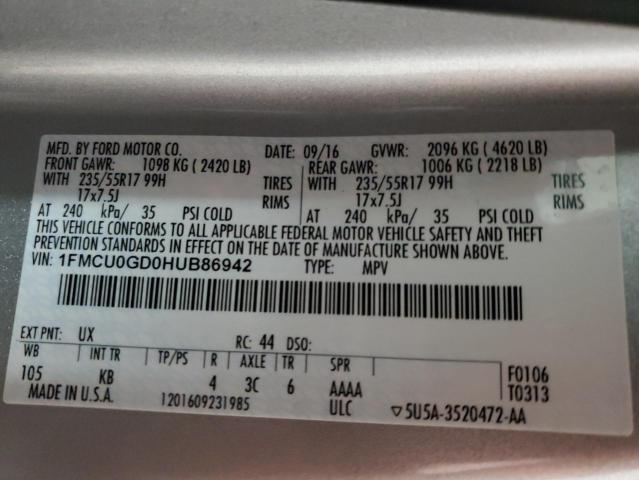 MFD. BY FORD MOTOR CO. DATE: 09/16 GVWR: 2096 KG ( 4620 LB)
FRONT GAWR: 1098 KG ( 2420 LB) REAR GAWR: 1006 KG ( 2218 LB)
WITH 235/55R17 99H TIRES WITH 235/55R17 99H TIRES
17x7.5J RIMS 17x7.5J RIMS
AT 240 kPa/ 35 PSI COLD AT 240 kPa/ 35 PSI COLD
THIS VEHICLE CONFORMS TO ALL APPLICABLE FEDERAL MOTOR VEHICLE SAFETY AND THEFT
PREVENTION STANDARDS IN EFFECT ON THE DATE OF MANUFACTURE SHOWN ABOVE.
VIN: 1FMCU0GD0HUB86942 TYPE: MPV
EXT PNT: UX RC: 44 DSO:
WB INT TR TP/PS R AXLE TR SPR F0106
105 KB 4 3C 6 AAAA T0313
MADE IN U.S.A. 1201609231985 ULC ▽5U5A-3520472-AA